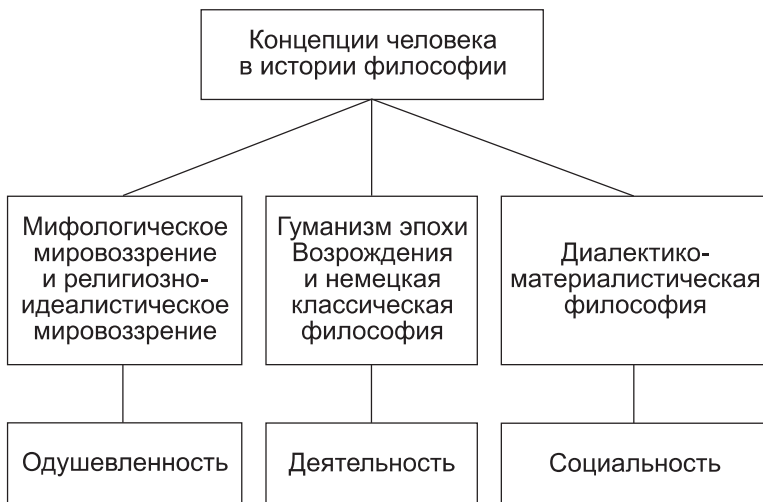 Концепции человека
в истории философии
Мифологическое
мировоззрение
и религиозно-
идеалистическое
мировоззрение
Гуманизм эпохи
Возрождения
и немецкая
классическая
философия
Диалектико-
материалистическая
философия
Одушевленность
Деятельность
Социальность